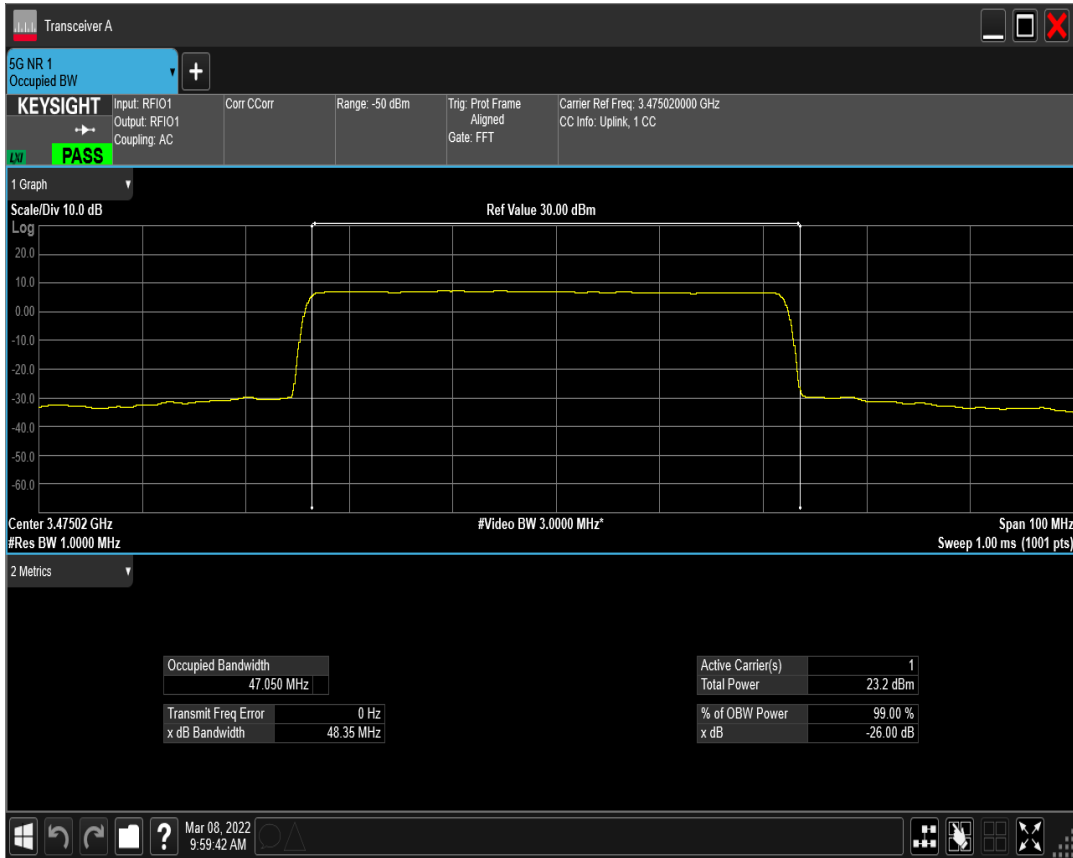 Transceiver A
5G NR 1
Occupied BW
KEYSIGHT
LXI
PASS
Input: RFIO1
Output: RFIO1
Coupling: AC
Corr CCorr
Range: -50 dBm
Trig: Prot Frame
Aligned
Gate: FFT
Carrier Ref Freq: 3.475020000 GHz
CC Info: Uplink, 1 CC
1 Graph
Scale/Div 10.0 dB
Ref Value 30.00 dBm
Log
20.0
10.0
0.00
-10.0
-20.0
-30.0
-40.0
-50.0
-60.0
Center 3.47502 GHz
#Video BW 3.0000 MHz*
Span 100 MHz
#Res BW 1.0000 MHz
Sweep 1.00 ms (1001 pts)
2 Metrics
Occupied Bandwidth
47.050 MHz
Transmit Freq Error 0 Hz
x dB Bandwidth 48.35 MHz
Active Carrier(s) 1
Total Power 23.2 dBm
% of OBW Power 99.00 %
x dB -26.00 dB
?
Mar 08, 2022
9:59:42 AM